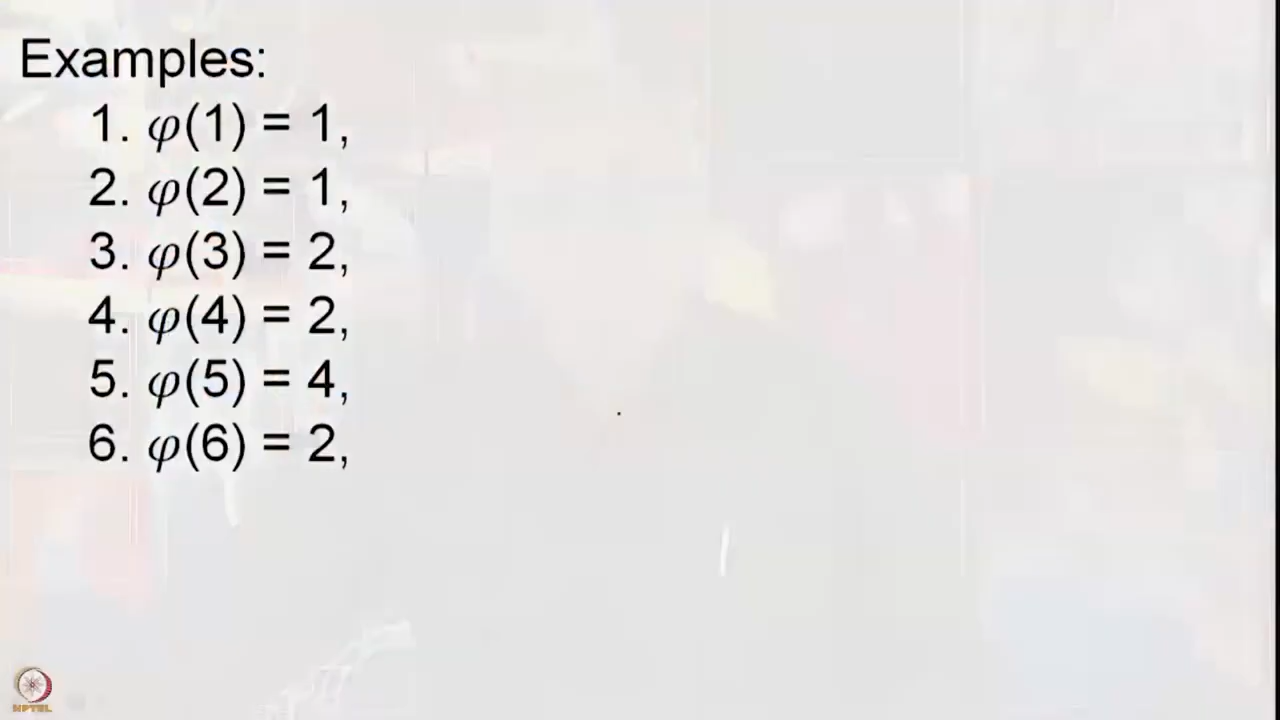 Examples:
1. φ(1) = 1,
2. φ(2) = 1,
3. φ(3) = 2,
4. φ(4) = 2,
5. φ(5) = 4,
6. φ(6) = 2,
NPTEL